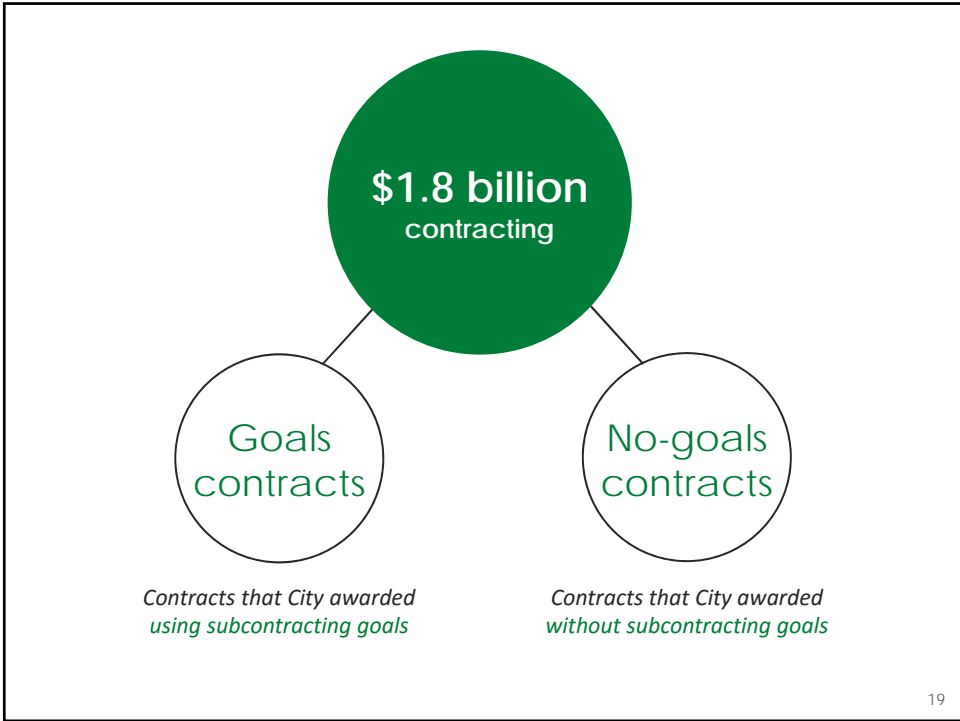 $1.8 billion
contracting
Goals
contracts
No-goals
contracts
Contracts that City awarded
using subcontracting goals
Contracts that City awarded
without subcontracting goals
19